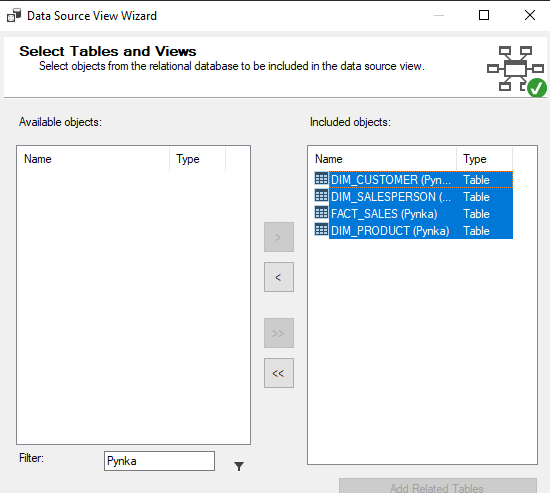 Data Source View Wizard
Select Tables and Views
Select objects from the relational database to be included in the data source view.
Available objects:
Name Type
Included objects:
Name Type
DIM_CUSTOMER (Pyn... Table
DIM_SALESPERSON (... Table
FACT_SALES (Pynka) Table
DIM_PRODUCT (Pynka) Table
>
<
>>
<<
Filter: Pynka
Add Related Tables